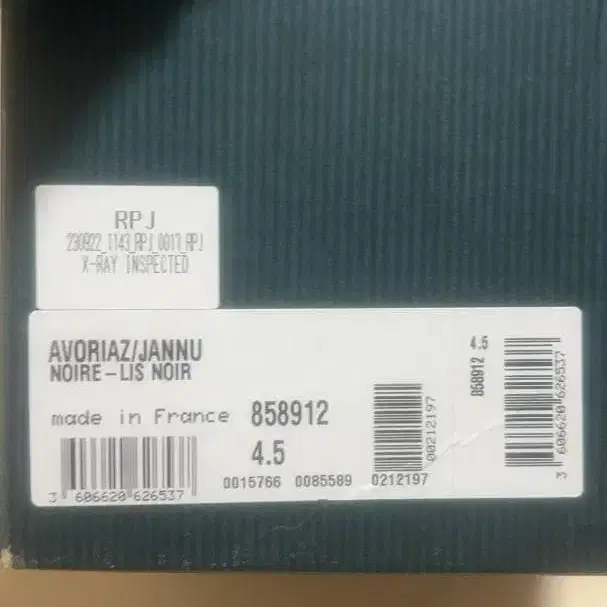 RPJ
230922_1143_RPJ_0017_RPJ
X-RAY INSPECTED
AVORIAZ/JANNU
NOIRE-LIS NOIR
made in France 858912
4.5
3 606620 626537
0015766 0085589 0212197
00212197
858912 4.5
3 606620 626537